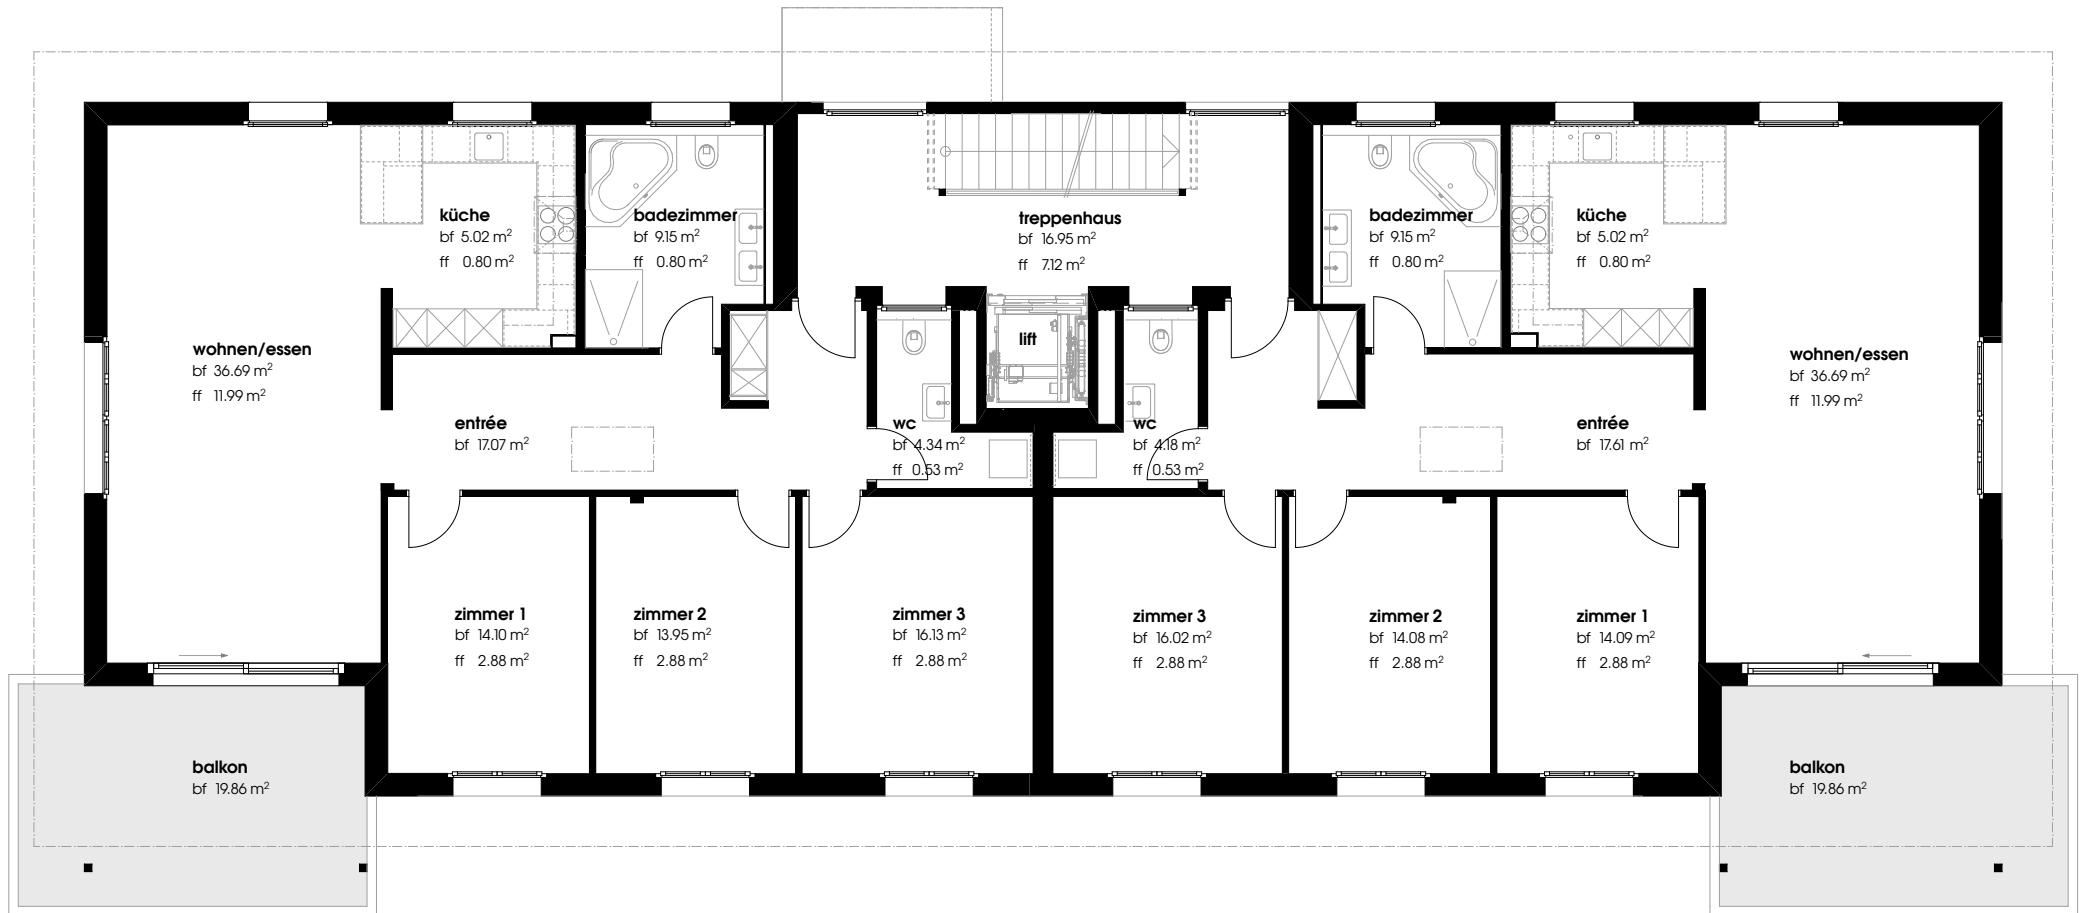 küche
bf 5.02 m²
ff 0.80 m²
badezimmer
bf 9.15 m²
ff 0.80 m²
treppenhaus
bf 16.95 m²
ff 7.12 m²
badezimmer
bf 9.15 m²
ff 0.80 m²
küche
bf 5.02 m²
ff 0.80 m²
wohnen/essen
bf 36.69 m²
ff 11.99 m²
lift
wohnen/essen
bf 36.69 m²
ff 11.99 m²
entrée
bf 17.07 m²
wc
bf 4.34 m²
ff 0.53 m²
wc
bf 4.18 m²
ff 0.53 m²
entrée
bf 17.61 m²
zimmer 1
bf 14.10 m²
ff 2.88 m²
zimmer 2
bf 13.95 m²
ff 2.88 m²
zimmer 3
bf 16.13 m²
ff 2.88 m²
zimmer 3
bf 16.02 m²
ff 2.88 m²
zimmer 2
bf 14.08 m²
ff 2.88 m²
zimmer 1
bf 14.09 m²
ff 2.88 m²
balkon
bf 19.86 m²
balkon
bf 19.86 m²